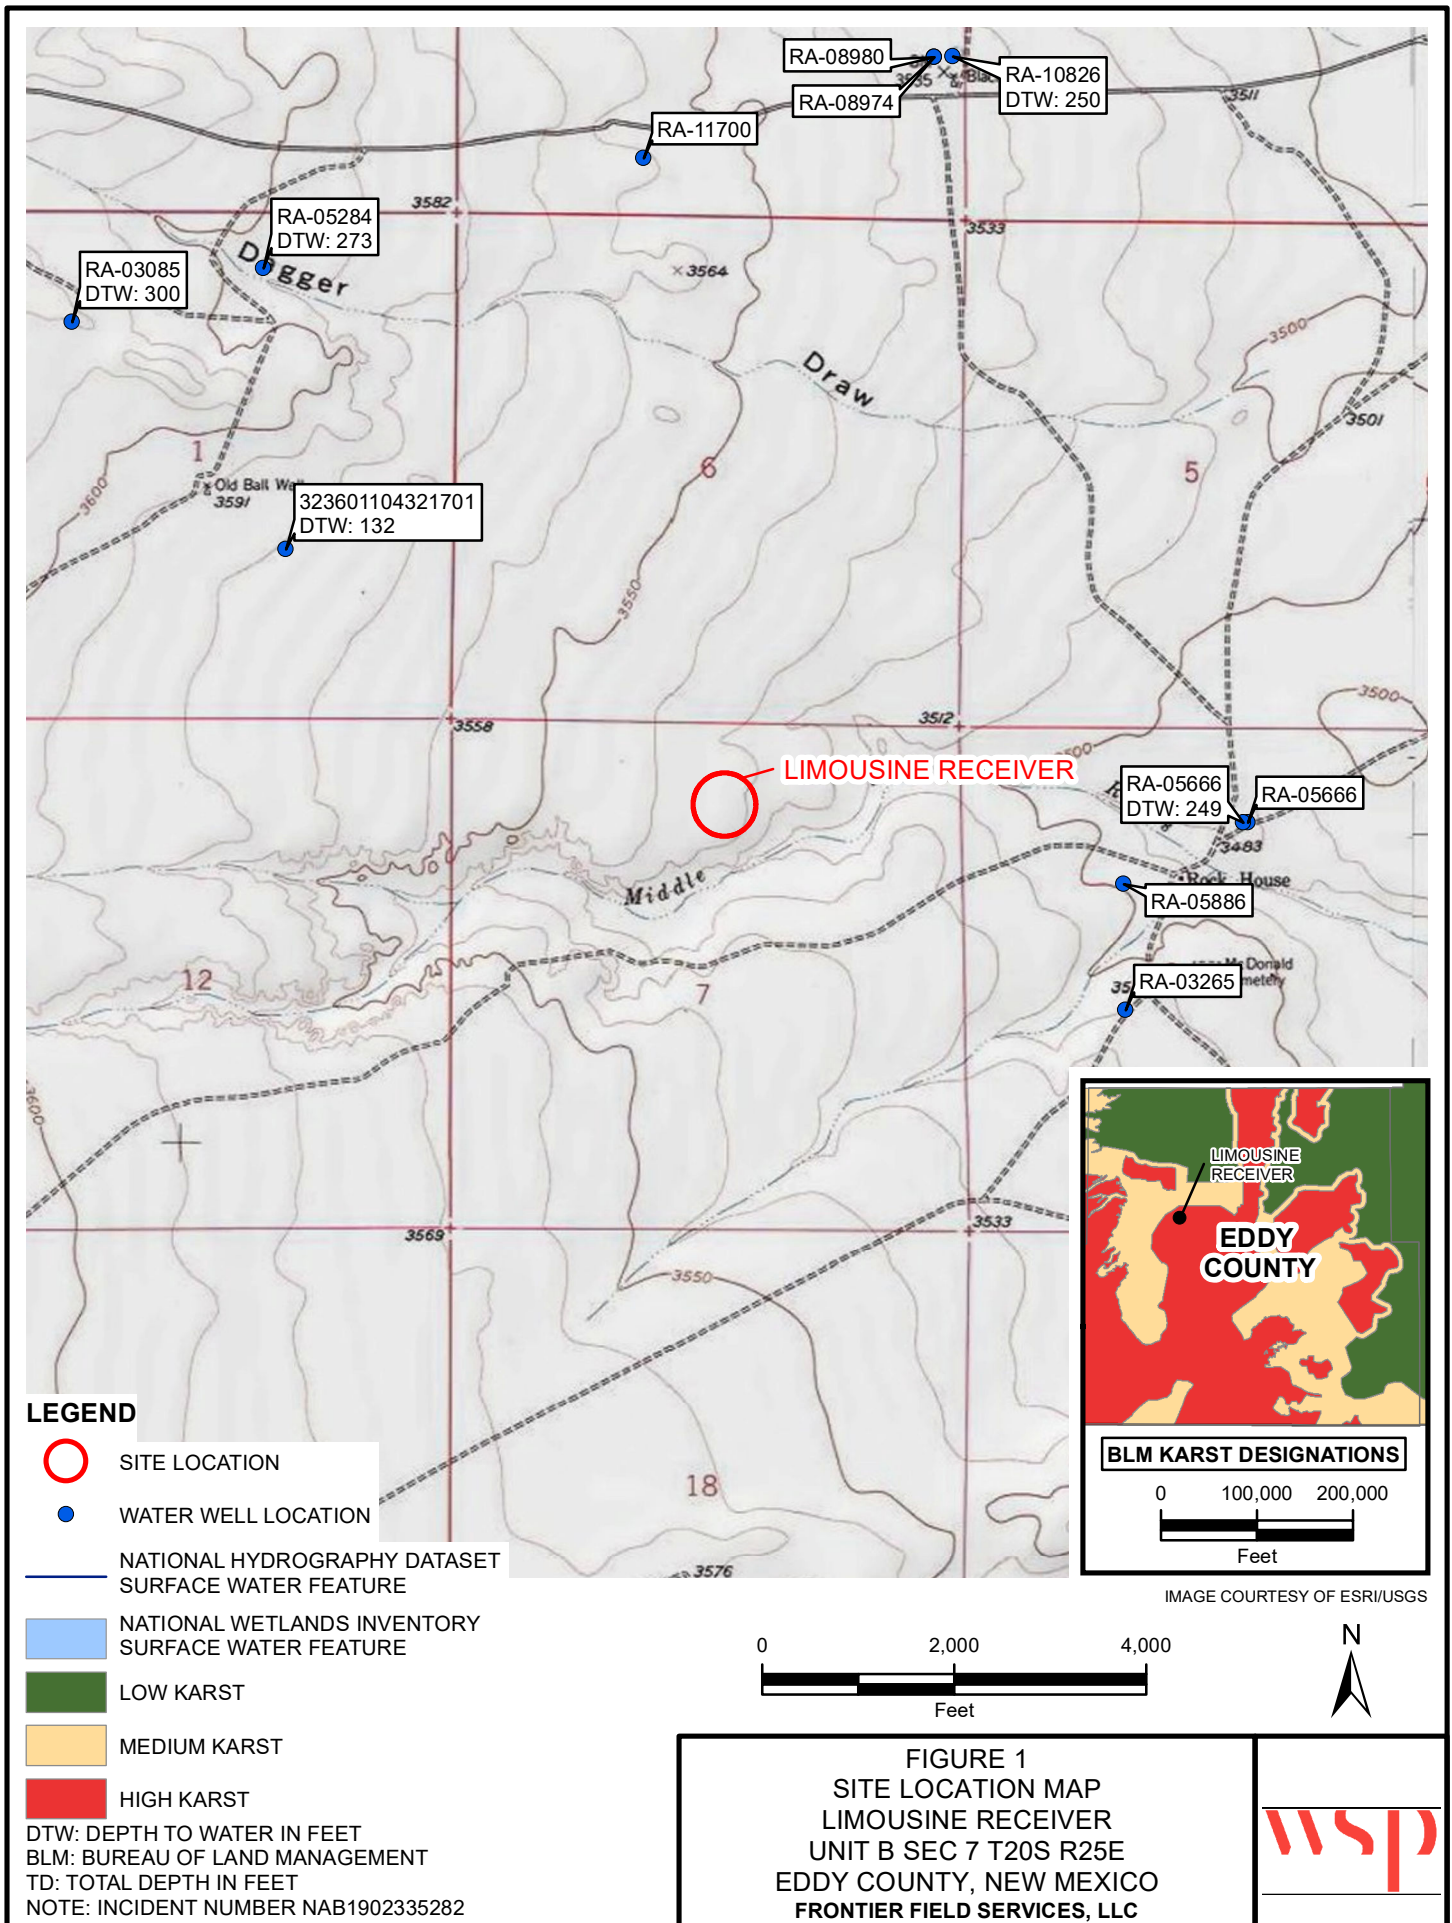 RA-08980
RA-10826
DTW: 250
RA-08974
3535
3511
RA-11700
3582
RA-05284
DTW: 273
3533
Dagger
×3564
RA-03085
DTW: 300
3500
Draw
3501
1
6
5
3600
Old Ball
3591
323601104321701
DTW: 132
3550
3500
3558
3512
LIMOUSINE RECEIVER
RA-05666
DTW: 249
RA-05666
3483
Middle
Rock House
RA-05886
12
7
McDonald
RA-03265
3600
LIMOUSINE
RECEIVER
EDDY
COUNTY
3569
3533
3550
BLM KARST DESIGNATIONS
0 100,000 200,000
Feet
18
3576
IMAGE COURTESY OF ESRI/USGS
LEGEND
SITE LOCATION
WATER WELL LOCATION
NATIONAL HYDROGRAPHY DATASET
SURFACE WATER FEATURE
NATIONAL WETLANDS INVENTORY
SURFACE WATER FEATURE
LOW KARST
MEDIUM KARST
HIGH KARST
DTW: DEPTH TO WATER IN FEET
BLM: BUREAU OF LAND MANAGEMENT
TD: TOTAL DEPTH IN FEET
NOTE: INCIDENT NUMBER NAB1902335282
0 2,000 4,000
Feet
N
FIGURE 1
SITE LOCATION MAP
LIMOUSINE RECEIVER
UNIT B SEC 7 T20S R25E
EDDY COUNTY, NEW MEXICO
FRONTIER FIELD SERVICES, LLC
wsp